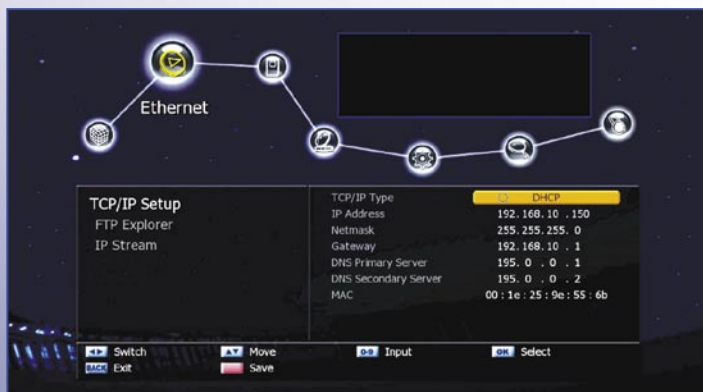 Ethernet
TCP/IP Setup
FTP Explorer
IP Stream
TCP/IP Type DHCP
IP Address 192.168.10 .150
Netmask 255.255.255. 0
Gateway 192.168.10 . 1
DNS Primary Server 195. 0 . 0 . 1
DNS Secondary Server 195. 0 . 0 . 2
MAC 00 : 1e : 25 : 9e : 55 : 6b
Switch Move 0-9 Input OK Select
BACK Exit Save